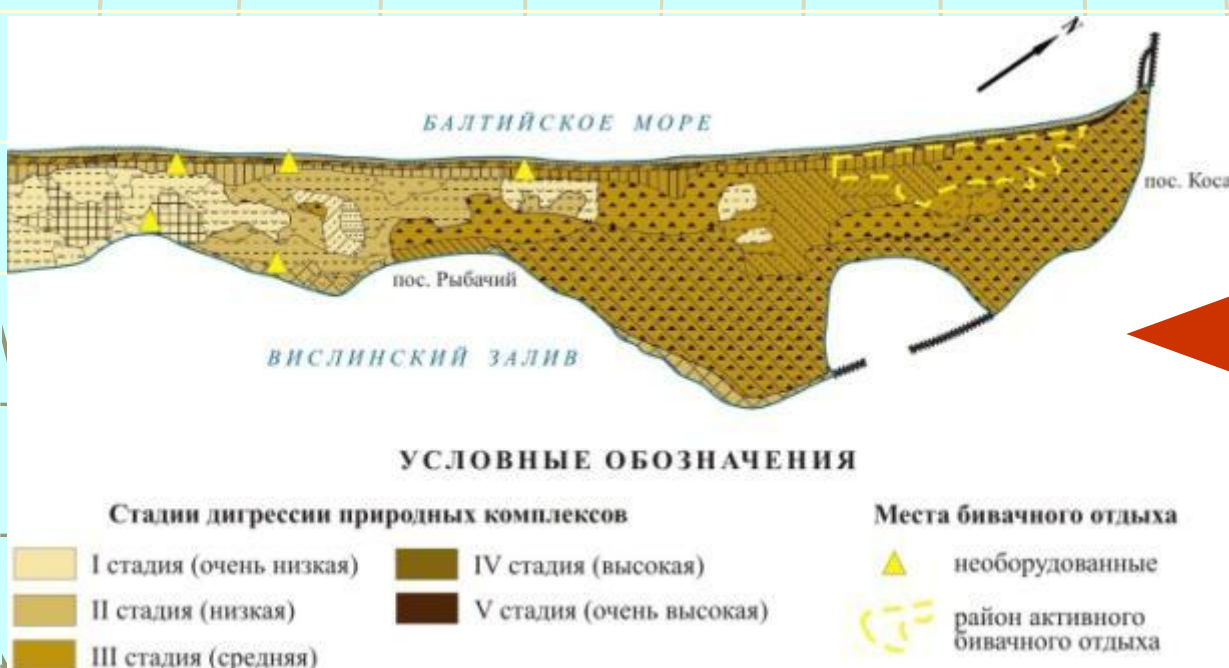 N
БАЛТИЙСКОЕ МОРЕ
пос. Коса
пос. Рыбачий
ВИСЛИНСКИЙ ЗАЛИВ
УСЛОВНЫЕ ОБОЗНАЧЕНИЯ
Стадии дигрессии природных комплексов
I стадия (очень низкая)
II стадия (низкая)
III стадия (средняя)
IV стадия (высокая)
V стадия (очень высокая)
Места бивачного отдыха
необорудованные
район активного
бивачного отдыха